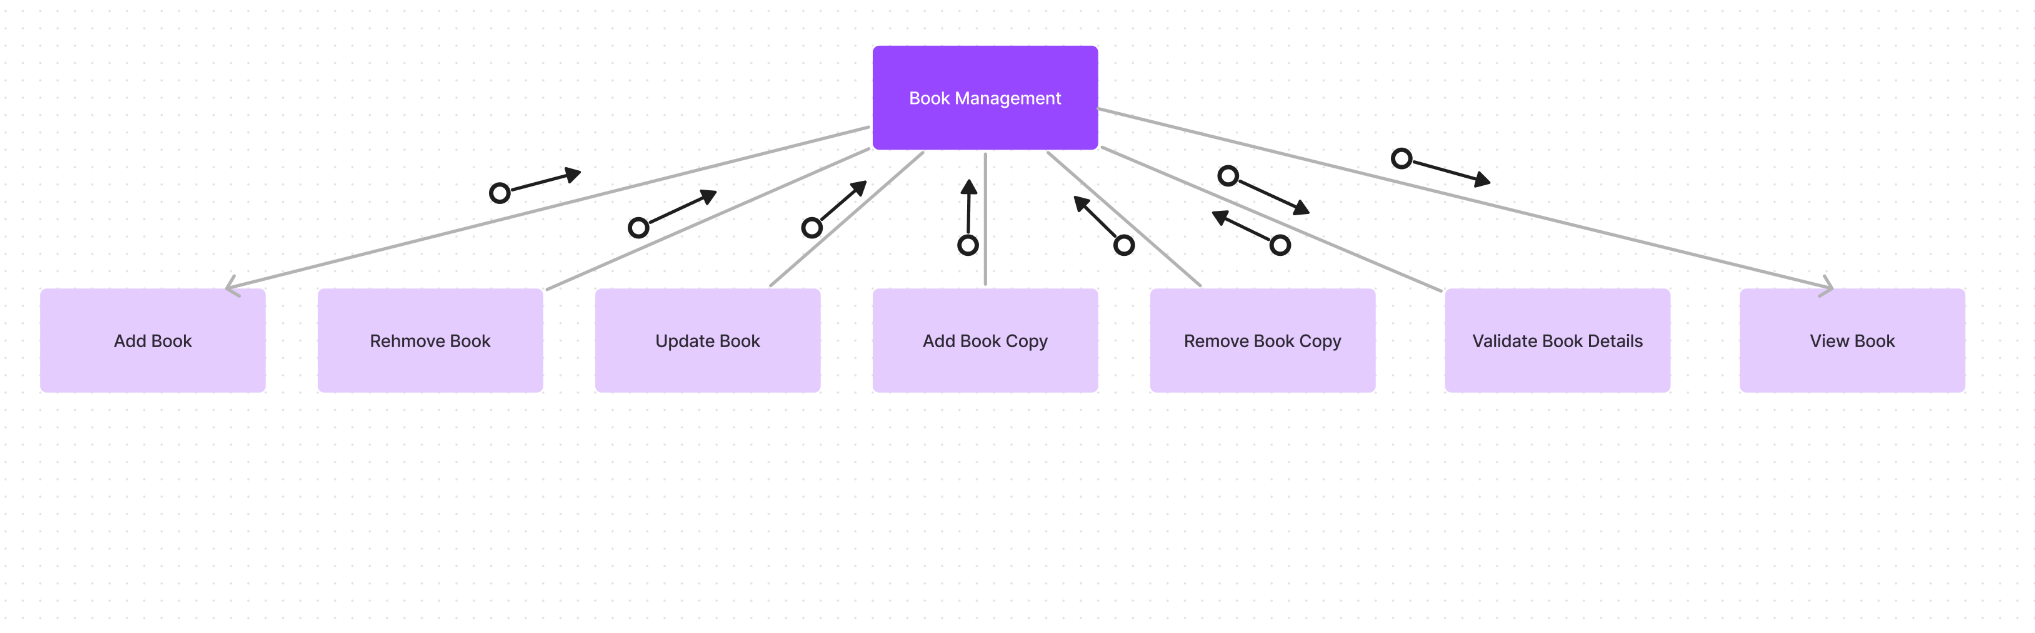 Book Management
Add Book
Rehmove Book
Update Book
Add Book Copy
Remove Book Copy
Validate Book Details
View Book